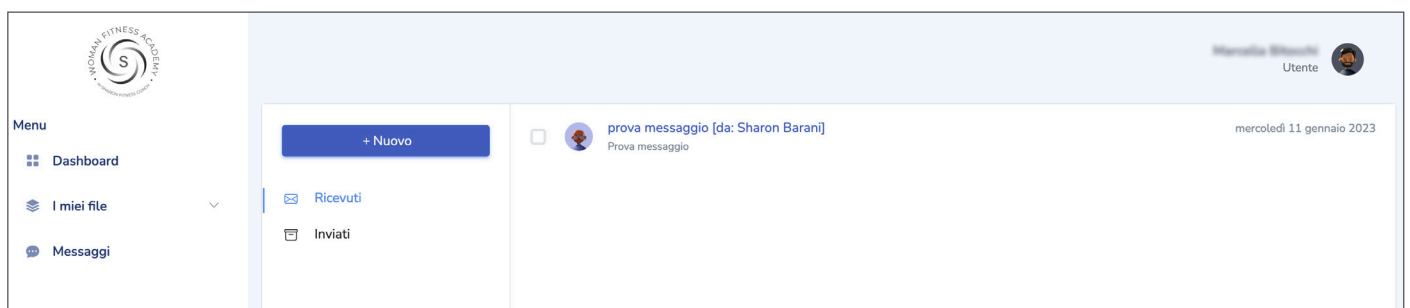 WOMAN FITNESS ACADEMY
S
Utente
Menu
Dashboard
I miei file
Messaggi
+ Nuovo
Ricevuti
Inviati
prova messaggio [da: Sharon Barani]
mercoledì 11 gennaio 2023
Prova messaggio